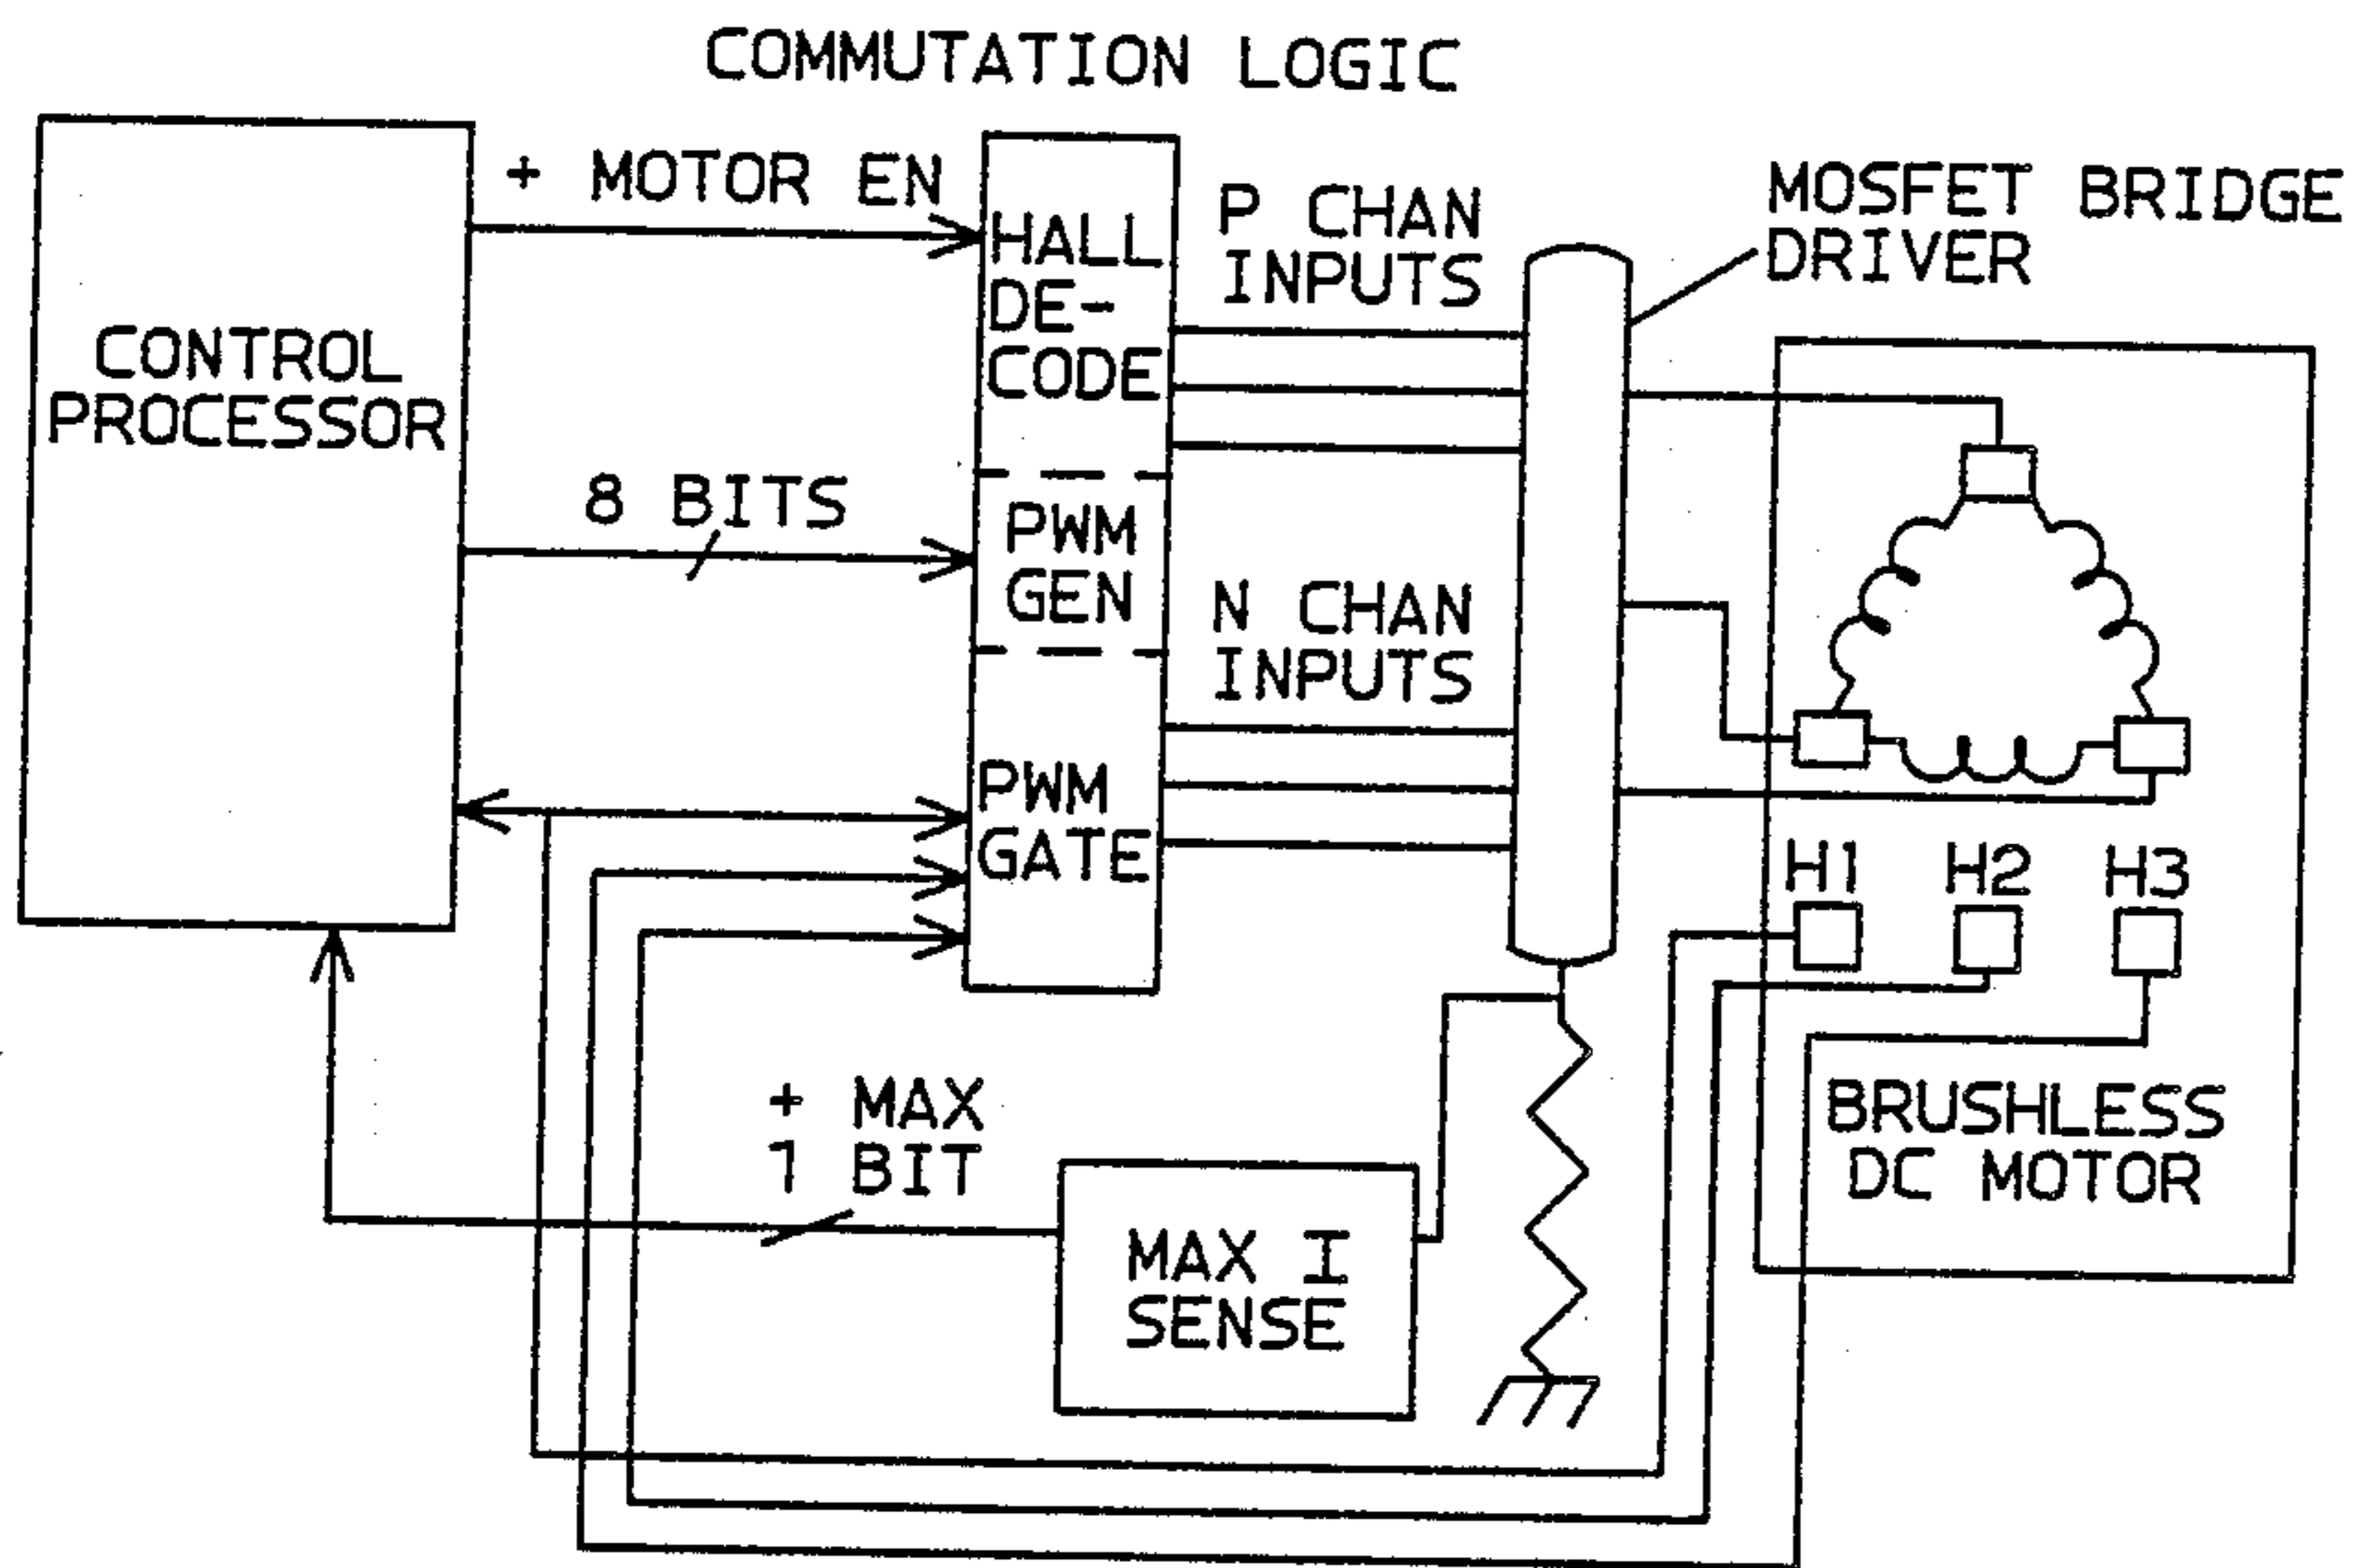 COMMUTATION LOGIC
CONTROL
PROCESSOR
+ MOTOR EN
8 BITS
HALL
DE-
CODE
PWM
GEN
PWM
GATE
P CHAN
INPUTS
N CHAN
INPUTS
MOSFET BRIDGE
DRIVER
H1 H2 H3
BRUSHLESS
DC MOTOR
+ MAX
1 BIT
MAX I
SENSE